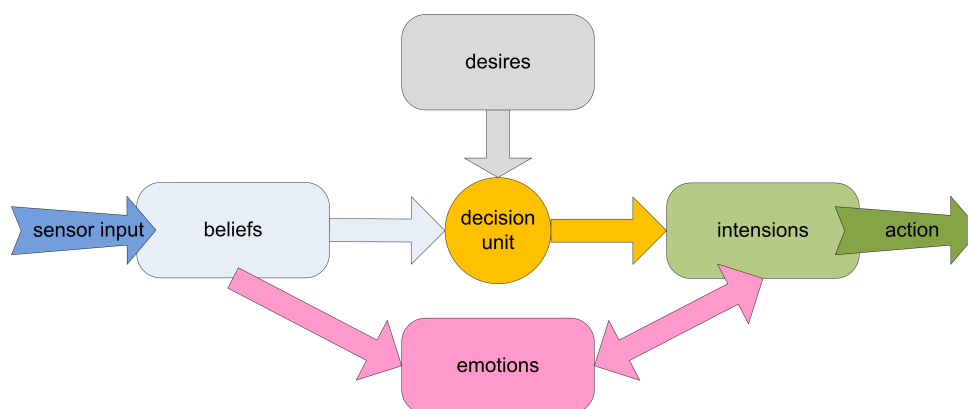 desires
sensor input
beliefs
decision
unit
intensions
action
emotions